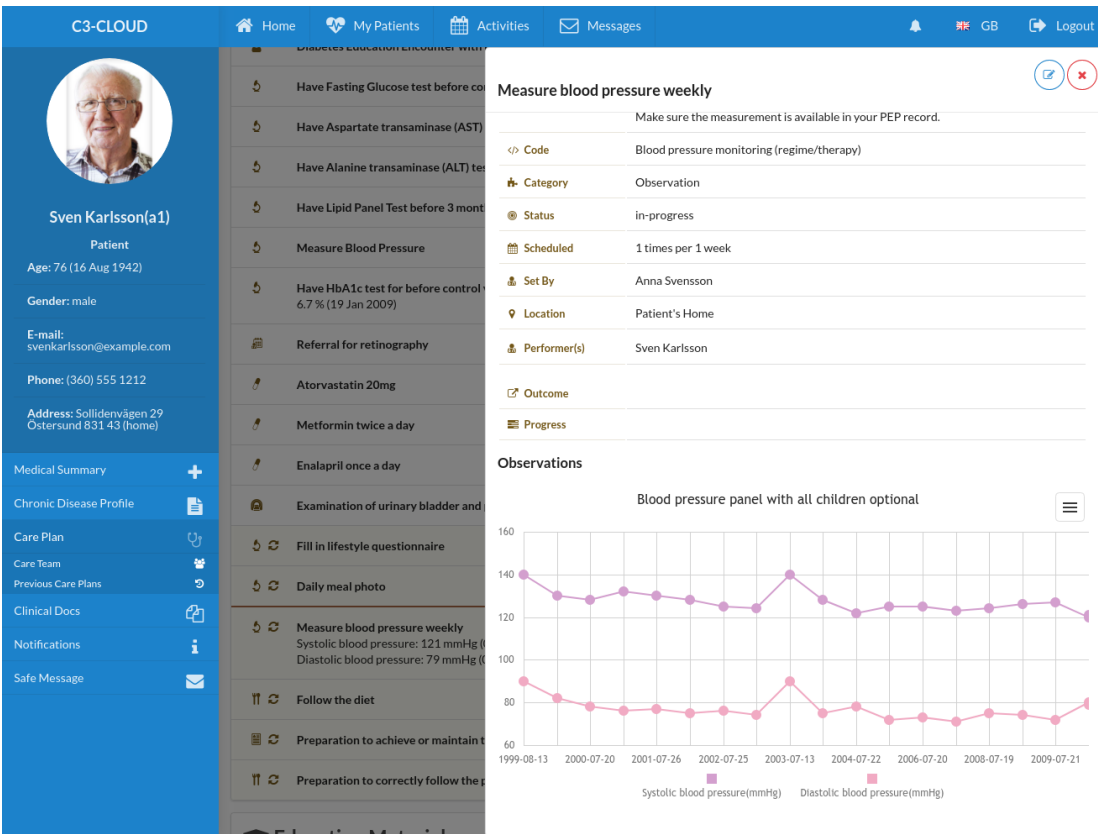 C3-CLOUD
Home
My Patients
Activities
Messages
GB
Logout
Sven Karlsson(a1)
Patient
Age: 76 (16 Aug 1942)
Gender: male
E-mail:
svenkarlsson@example.com
Phone: (360) 555 1212
Address: Sollidenvägen 29
Östersund 831 43 (home)
Medical Summary
Chronic Disease Profile
Care Plan
Care Team
Previous Care Plans
Clinical Docs
Notifications
Safe Message
Diabetes Education Encounter with
Have Fasting Glucose test before
Have Aspartate transaminase (AST)
Have Alanine transaminase (ALT)
Have Lipid Panel Test before 3
Measure Blood Pressure
Have HbA1c test for before control
6.7 % (19 Jan 2009)
Referral for retinography
Atorvastatin 20mg
Metformin twice a day
Enalapril once a day
Examination of urinary bladder and
Fill in lifestyle questionnaire
Daily meal photo
Measure blood pressure weekly
Systolic blood pressure: 121 mmHg
Diastolic blood pressure: 79 mmHg
Follow the diet
Preparation to achieve or maintain
Preparation to correctly follow the
Measure blood pressure weekly
Make sure the measurement is available in your PEP record.
Code Blood pressure monitoring (regime/therapy)
Category Observation
Status in-progress
Scheduled 1 times per 1 week
Set By Anna Svensson
Location Patient's Home
Performer(s) Sven Karlsson
Outcome
Progress
Observations
Blood pressure panel with all children optional
160
140
120
100
80
60
1999-08-13 2000-07-20 2001-07-26 2002-07-25 2003-07-13 2004-07-22 2006-07-20 2008-07-19 2009-07-21
Systolic blood pressure(mmHg) Diastolic blood pressure(mmHg)